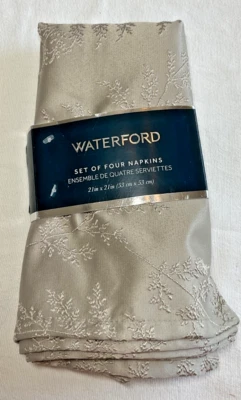 WATERFORD
SET OF FOUR NAPKINS
ENSEMBLE DE QUATRE SERVIETTES
21in x 21in (53 cm x 53 cm)